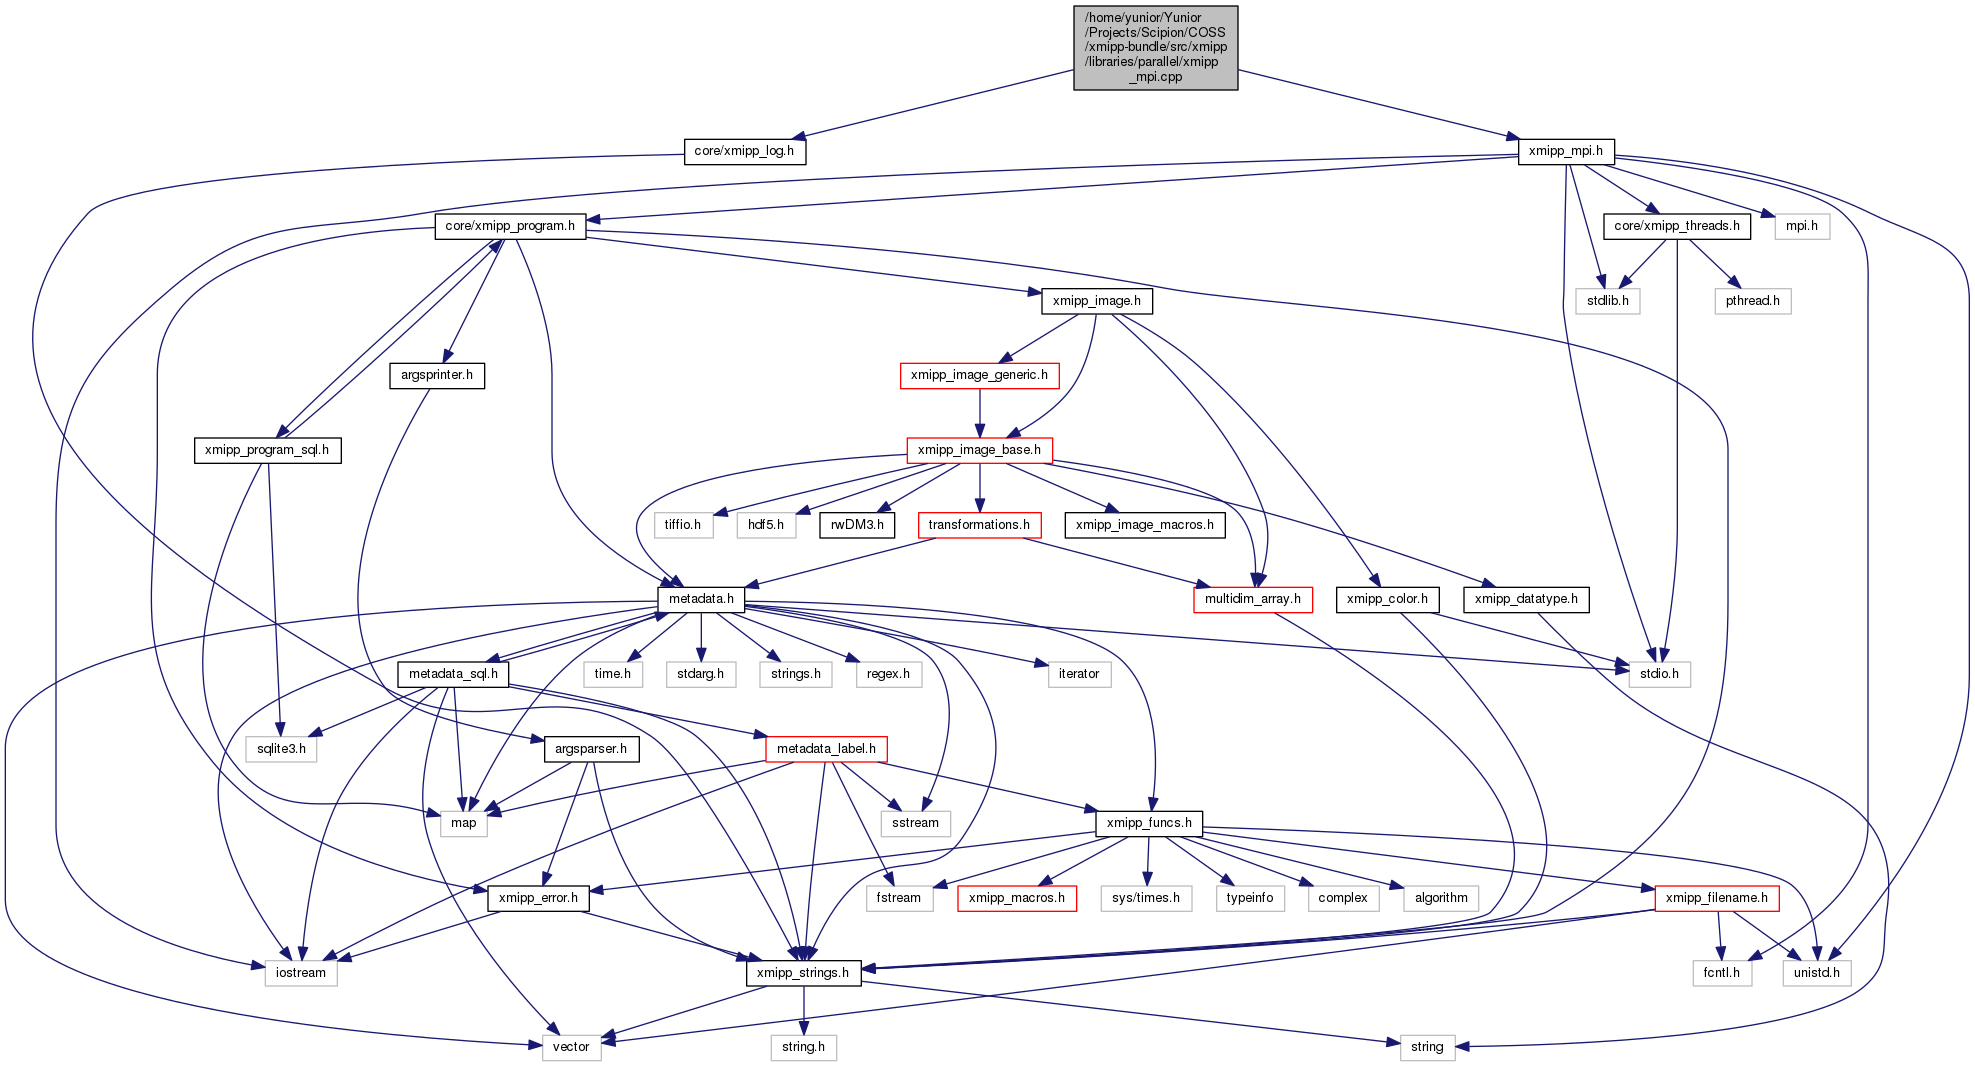 /home/yunior/Yunior
/Projects/Scipion/COSS
/xmipp-bundle/src/xmipp
/libraries/parallel/xmipp
_mpi.cpp
core/xmipp_log.h
xmipp_mpi.h
core/xmipp_program.h
core/xmipp_threads.h
mpi.h
xmipp_image.h
stdlib.h
pthread.h
argsprinter.h
xmipp_image_generic.h
xmipp_program_sql.h
xmipp_image_base.h
tiffio.h
hdf5.h
rwDM3.h
transformations.h
xmipp_image_macros.h
metadata.h
multidim_array.h
xmipp_color.h
xmipp_datatype.h
metadata_sql.h
time.h
stdarg.h
strings.h
regex.h
iterator
stdio.h
sqlite3.h
argsparser.h
metadata_label.h
map
sstream
xmipp_funcs.h
xmipp_error.h
fstream
xmipp_macros.h
sys/times.h
typeinfo
complex
algorithm
xmipp_filename.h
iostream
xmipp_strings.h
fcntl.h
unistd.h
vector
string.h
string